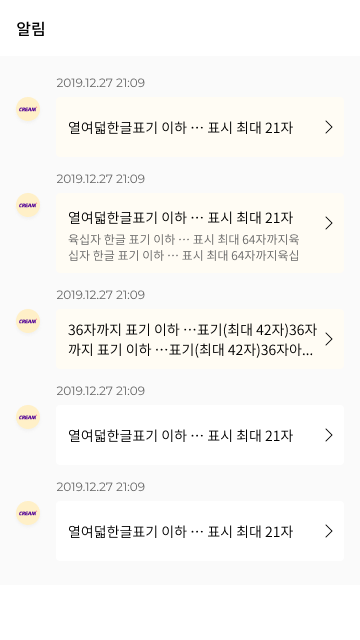 알림
2019.12.27 21:09
CREAM
열여덟한글표기 이하 ··· 표시 최대 21자
2019.12.27 21:09
CREAM
열여덟한글표기 이하 ··· 표시 최대 21자
육십자 한글 표기 이하 ··· 표시 최대 64자까지육
십자 한글 표기 이하 ··· 표시 최대 64자까지육십
2019.12.27 21:09
CREAM
36자까지 표기 이하 ···표기(최대 42자)36자
까지 표기 이하 ···표기(최대 42자)36자아...
2019.12.27 21:09
CREAM
열여덟한글표기 이하 ··· 표시 최대 21자
2019.12.27 21:09
CREAM
열여덟한글표기 이하 ··· 표시 최대 21자